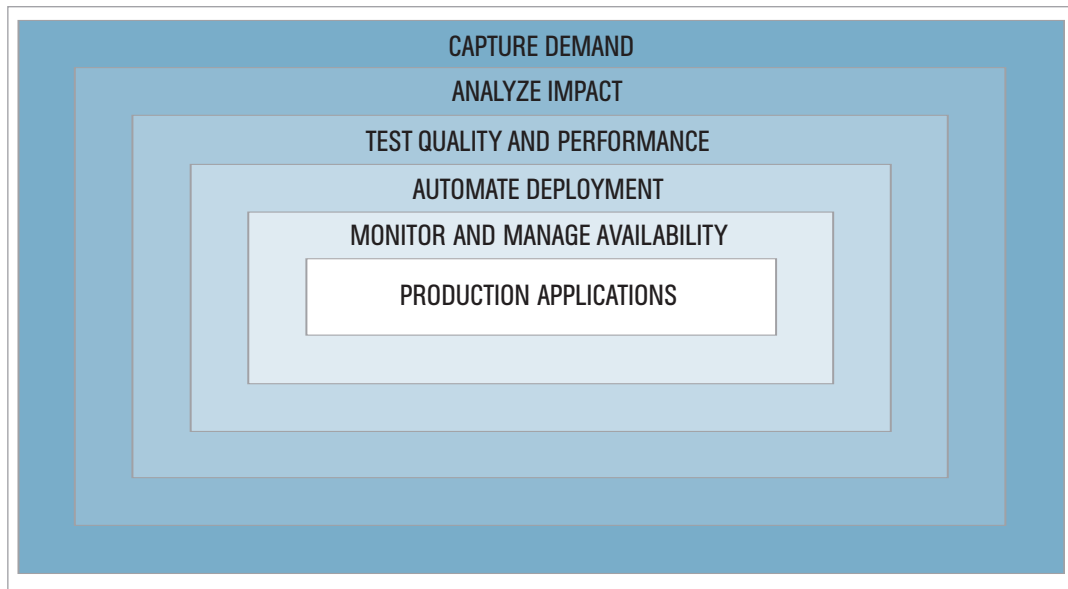 CAPTURE DEMAND
ANALYZE IMPACT
TEST QUALITY AND PERFORMANCE
AUTOMATE DEPLOYMENT
MONITOR AND MANAGE AVAILABILITY
PRODUCTION APPLICATIONS